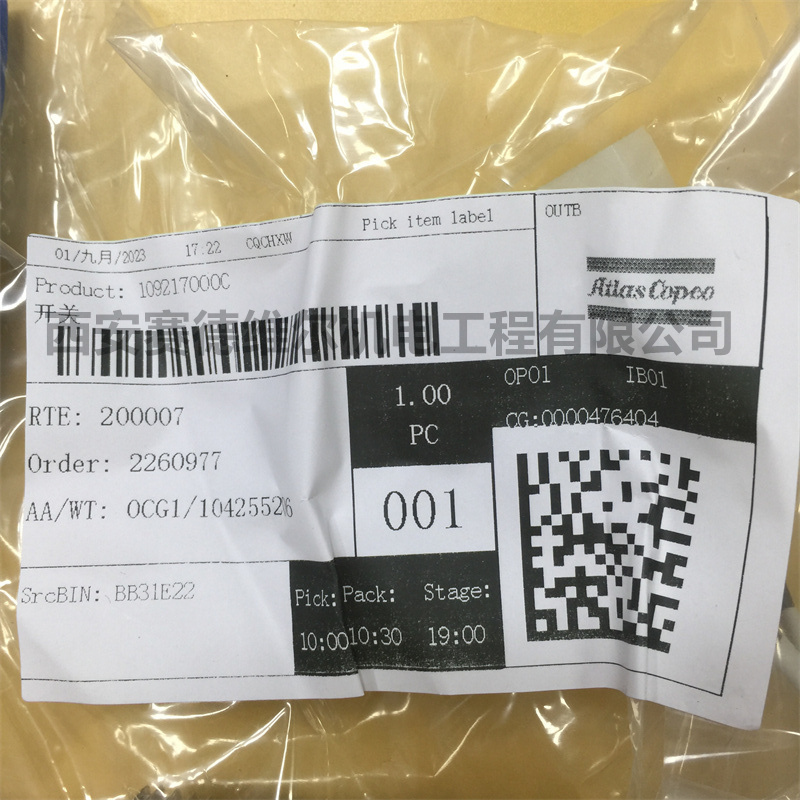 Pick item label
OUTB
01/九月/2023 17.22 CQCHXW
Product: 109217000C
Atlas Copco
开关
西安赛德维尔机电工程有限公司
RTE: 200007
1.00
PC
OP01 IB01
CG:0000476404
Order: 2260977
AA/WT: OCG1/10425526
001
SrcBIN: BB31E22
Pick: Pack: Stage:
10:00 10:30 19:00